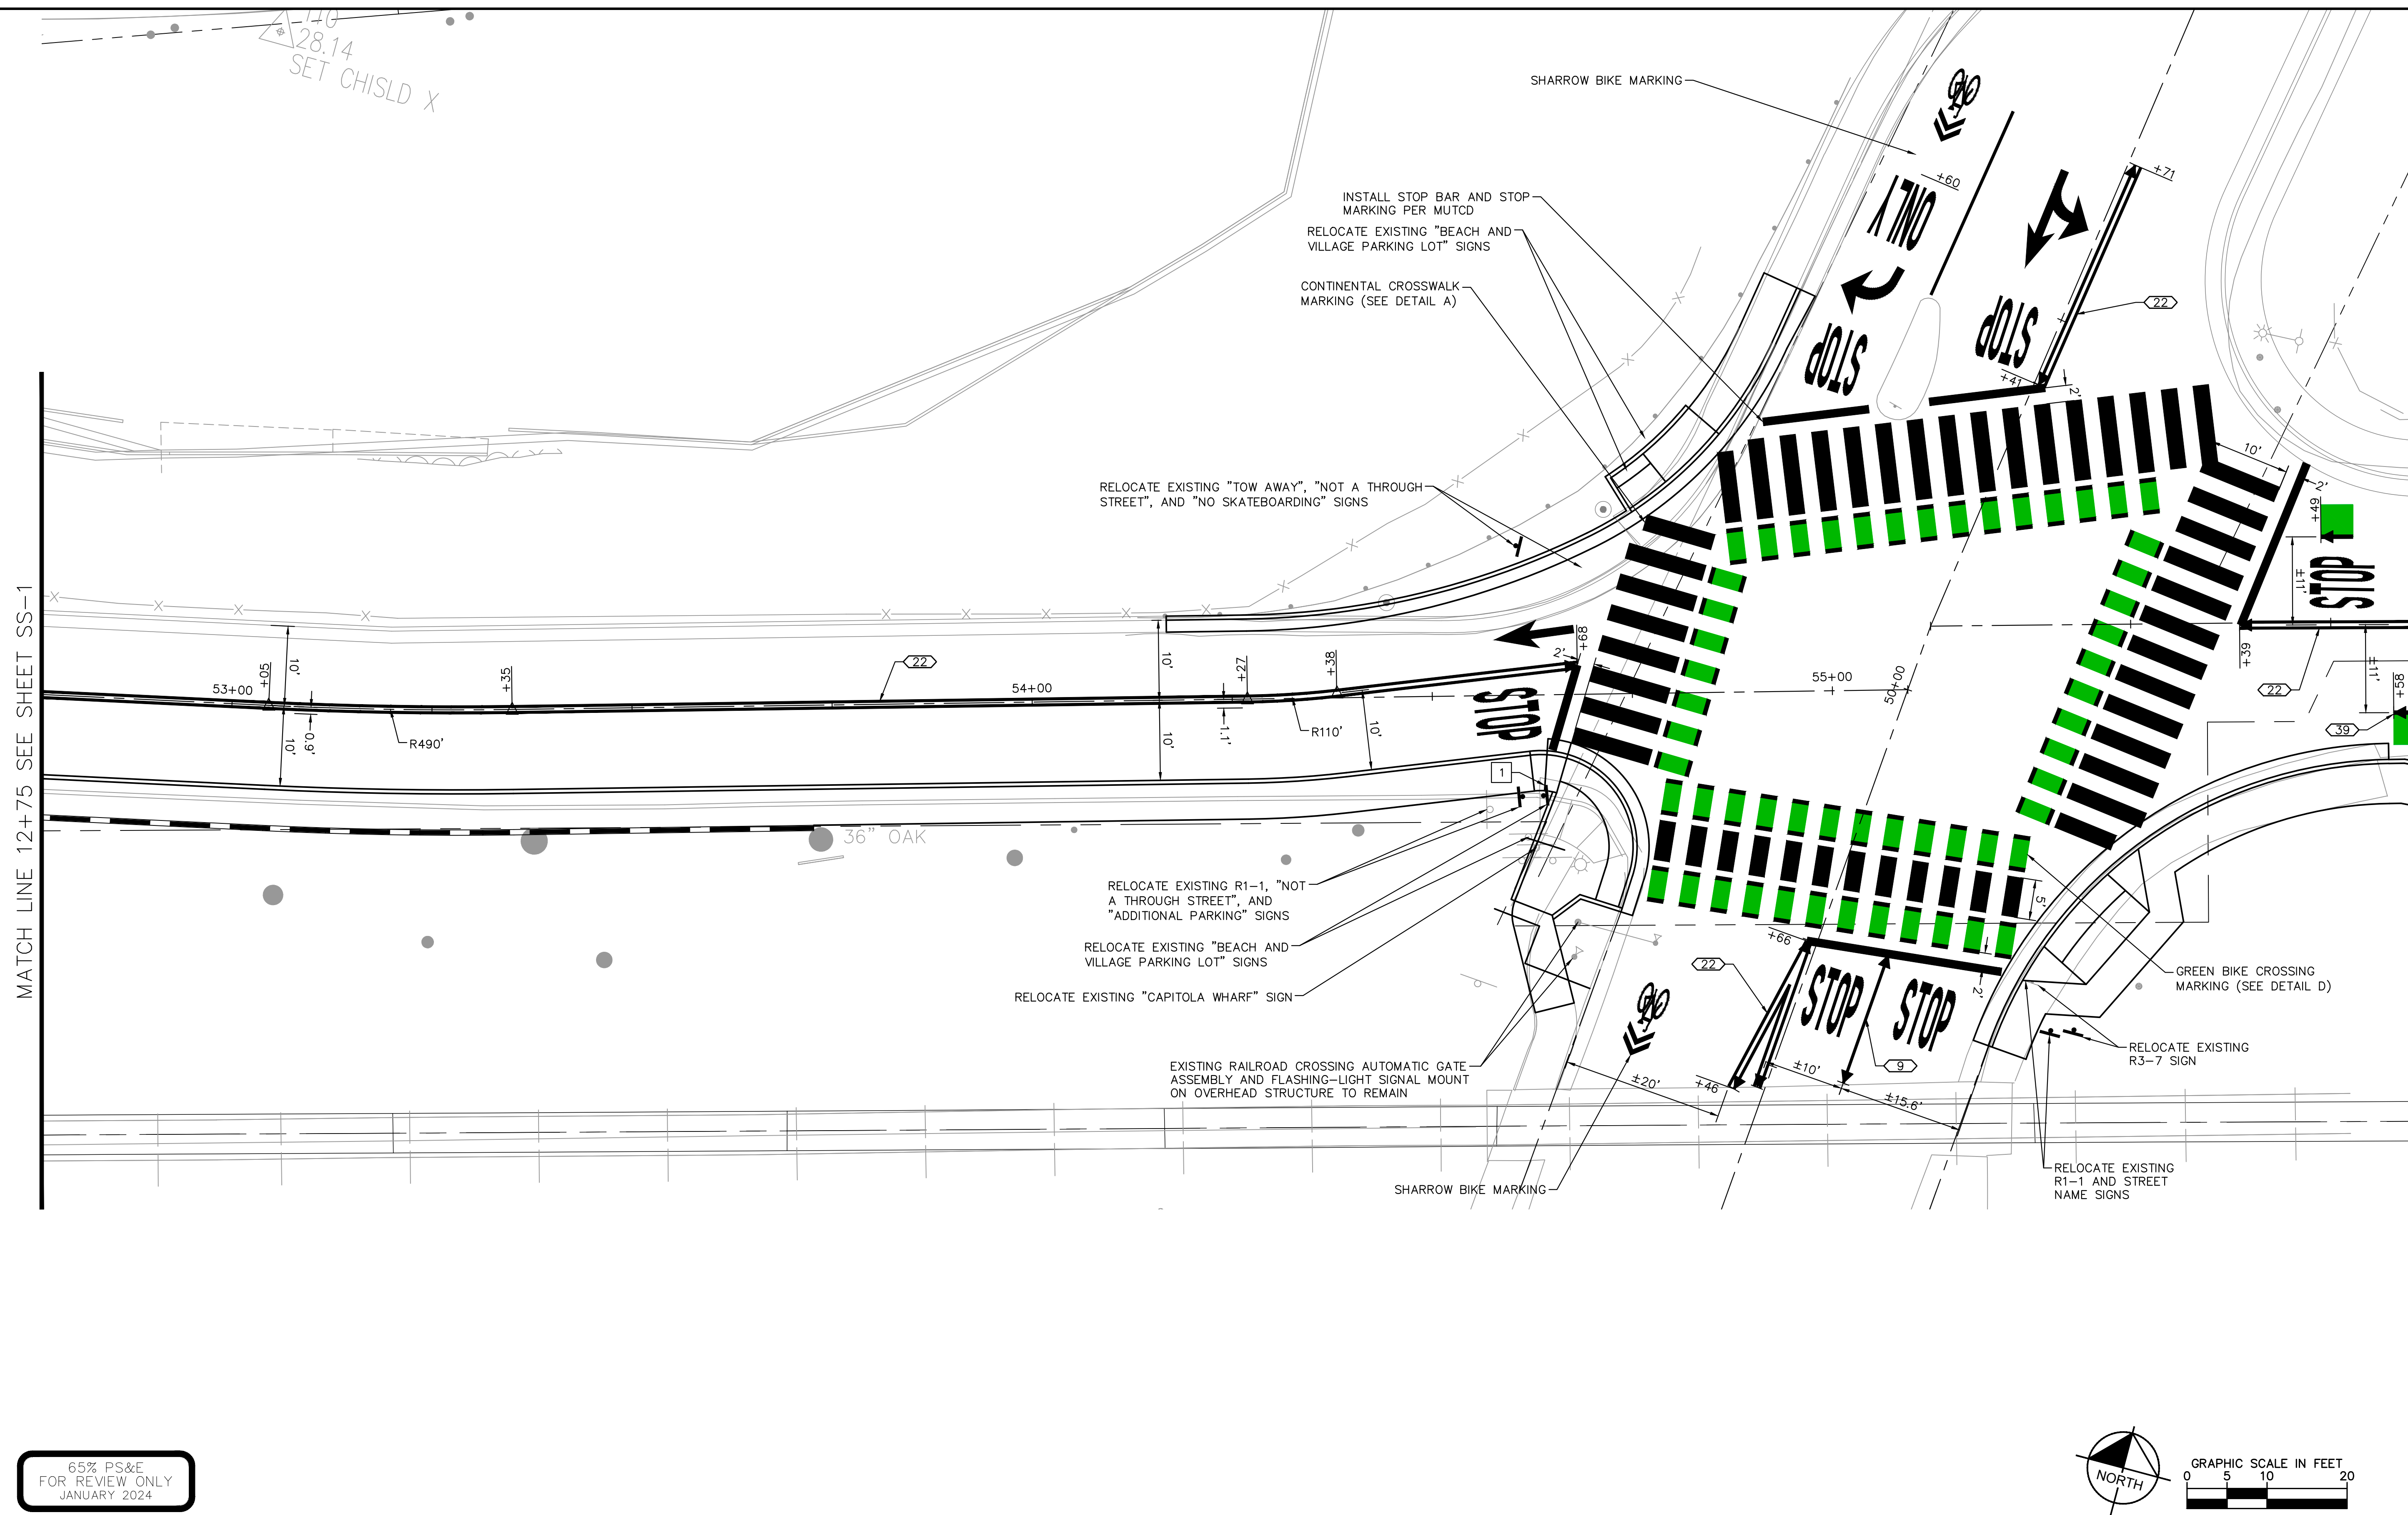 110
28.14
SET CHISLD X
SHARROW BIKE MARKING
+60
+71
ONLY
INSTALL STOP BAR AND STOP
MARKING PER MUTCD
RELOCATE EXISTING "BEACH AND
VILLAGE PARKING LOT" SIGNS
CONTINENTAL CROSSWALK
MARKING (SEE DETAIL A)
22
STOP
STOP
+41
2'
10'
2'
+49
RELOCATE EXISTING "TOW AWAY", "NOT A THROUGH
STREET", AND "NO SKATEBOARDING" SIGNS
±11'
STOP
MATCH LINE 12+75 SEE SHEET SS-1
53+00
+05
10'
10'
0.9'
R490'
+35
22
54+00
10'
10'
+27
1.1'
+38
R110'
10'
2'
+68
STOP
55+00
50+00
+39
22
±11'
+58
39
1
36" OAK
RELOCATE EXISTING R1-1, "NOT
A THROUGH STREET", AND
"ADDITIONAL PARKING" SIGNS
RELOCATE EXISTING "BEACH AND
VILLAGE PARKING LOT" SIGNS
RELOCATE EXISTING "CAPITOLA WHARF" SIGN
5'
+66
22
STOP
STOP
2'
GREEN BIKE CROSSING
MARKING (SEE DETAIL D)
EXISTING RAILROAD CROSSING AUTOMATIC GATE
ASSEMBLY AND FLASHING-LIGHT SIGNAL MOUNT
ON OVERHEAD STRUCTURE TO REMAIN
±20'
+46
±10'
9
±15.6'
RELOCATE EXISTING
R3-7 SIGN
SHARROW BIKE MARKING
RELOCATE EXISTING
R1-1 AND STREET
NAME SIGNS
65% PS&E
FOR REVIEW ONLY
JANUARY 2024
NORTH
GRAPHIC SCALE IN FEET
0 5 10 20